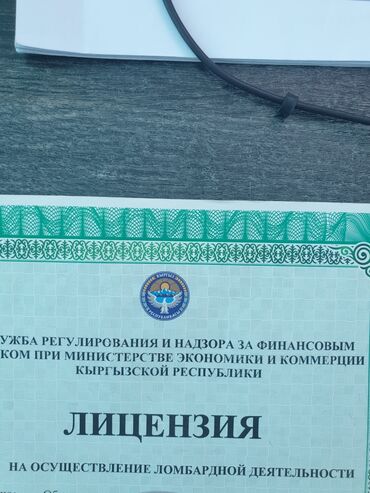 УЖБА РЕГУЛИРОВАНИЯ И НАДЗОРА ЗА ФИНАНСОВЫМ
КОМ ПРИ МИНИСТЕРСТВЕ ЭКОНОМИКИ И КОММЕРЦИИ
КЫРГЫЗСКОЙ РЕСПУБЛИКИ
ЛИЦЕНЗИЯ
НА ОСУЩЕСТВЛЕНИЕ ЛОМБАРДНОЙ ДЕЯТЕЛЬНОСТИ